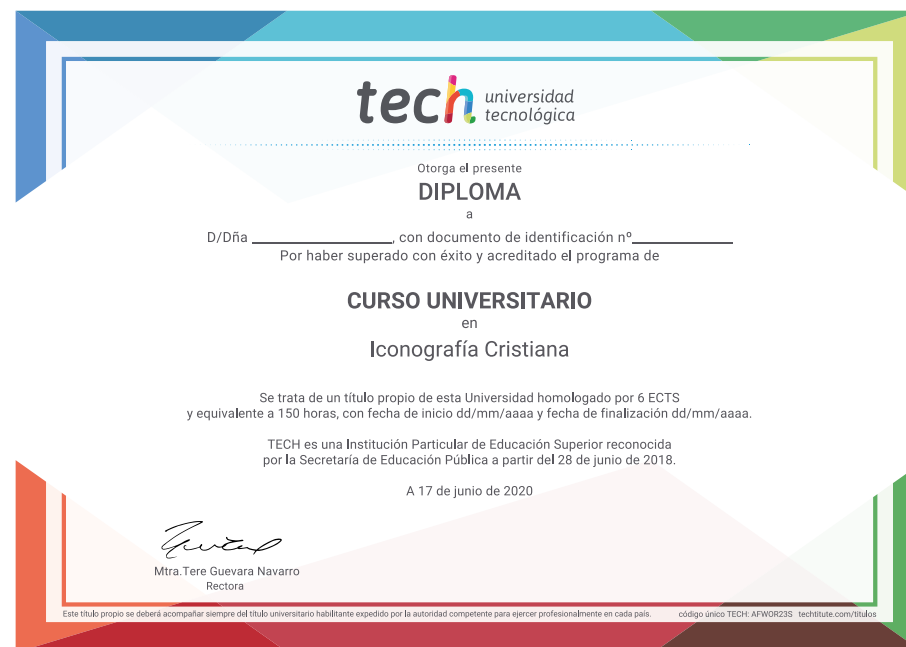 tech universidad
tecnológica
Otorga el presente
DIPLOMA
a
D/Dña ____________________, con documento de identificación nº______________
Por haber superado con éxito y acreditado el programa de
CURSO UNIVERSITARIO
en
Iconografía Cristiana
Se trata de un título propio de esta Universidad homologado por 6 ECTS
y equivalente a 150 horas, con fecha de inicio dd/mm/aaaa y fecha de finalización dd/mm/aaaa.
TECH es una Institución Particular de Educación Superior reconocida
por la Secretaría de Educación Pública a partir del 28 de junio de 2018.
A 17 de junio de 2020
Mtra.Tere Guevara Navarro
Rectora
Este título propio se deberá acompañar siempre del título universitario habilitante expedido por la autoridad competente para ejercer profesionalmente en cada país. código único TECH: AFWOR23S techtitute.com/titulos